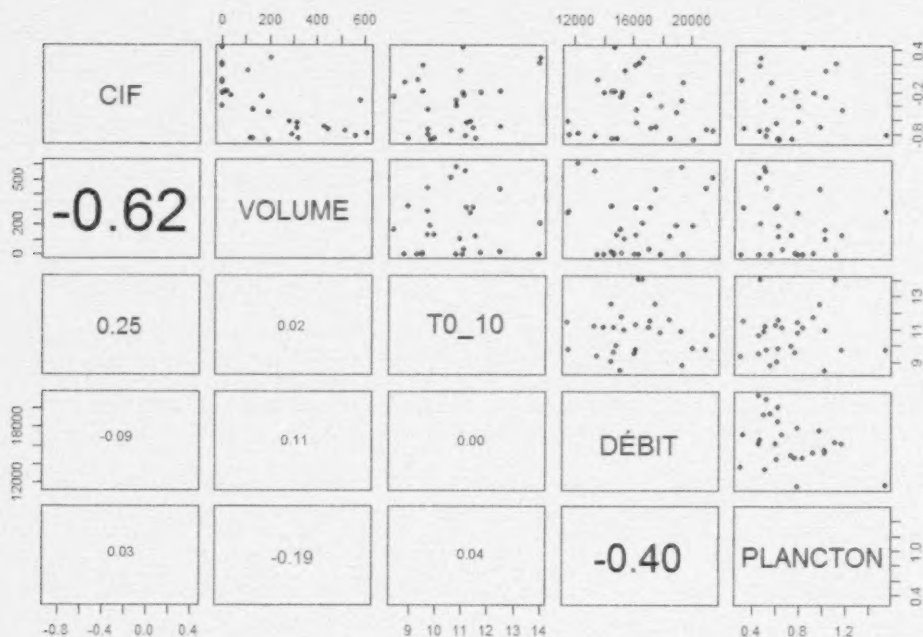 0 200 400 600 12000 16000 20000
CIF
-0.8 -0.2 0.4
-0.62 VOLUME
0 200 500
0.25 0.02 T0_10
9 11 13
-0.09 0.11 0.00 DÉBIT
12000 18000
0.03 -0.19 0.04 -0.40 PLANCTON
0.4 1.0
-0.8 -0.4 0.0 0.4 9 10 11 12 13 14 0.4 0.8 1.2